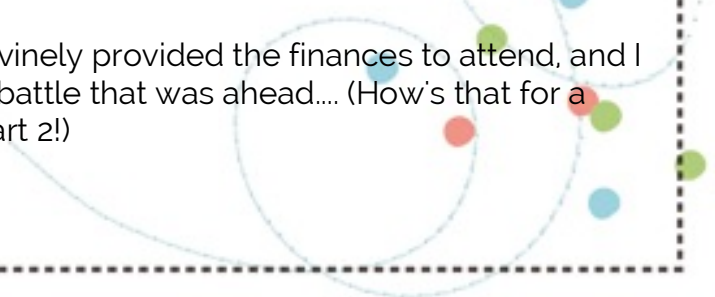 vinely provided the finances to attend, and I
battle that was ahead.... (How's that for a
art 2!)